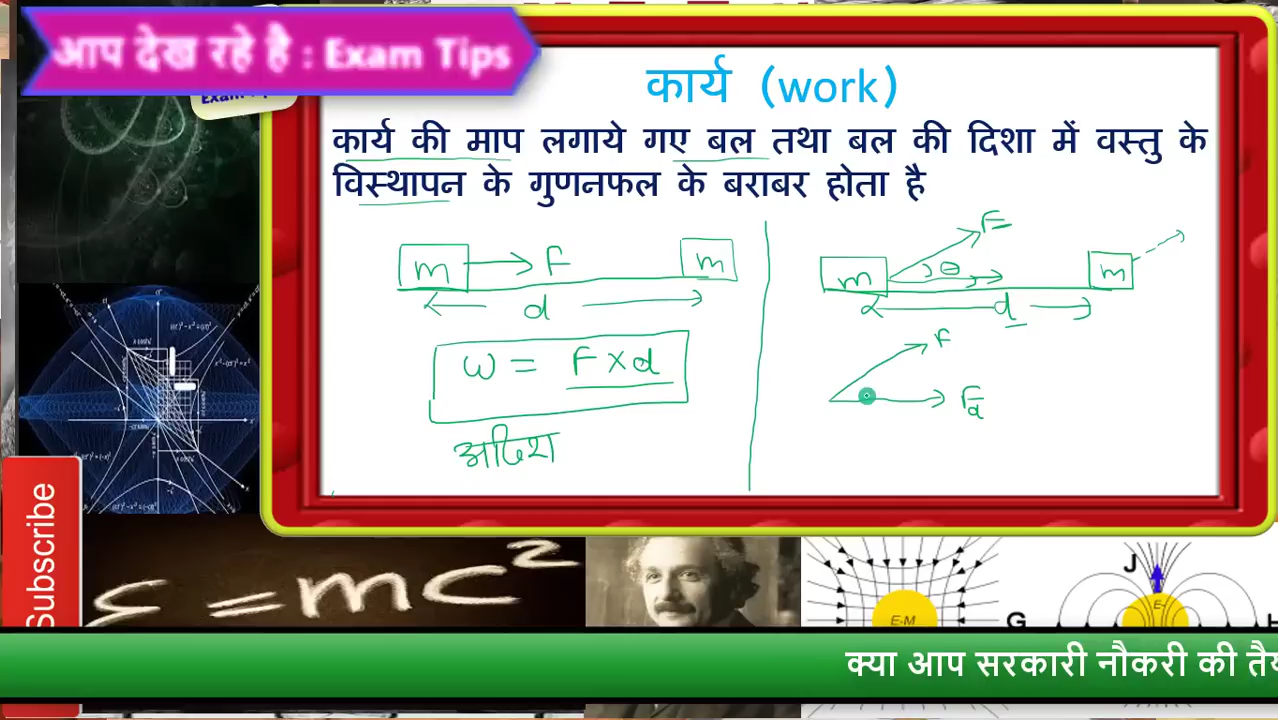 आप देख रहे है : Exam Tips
कार्य (work)
कार्य की माप लगाये गए बल तथा बल की दिशा में वस्तु के
विस्थापन के गुणनफल के बराबर होता है
m F m
d
W = F × d
अदिश
m θ F m
d
F
Subscribe
= mc²
E-M
G
J
E-
H
क्या आप सरकारी नौकरी की तै